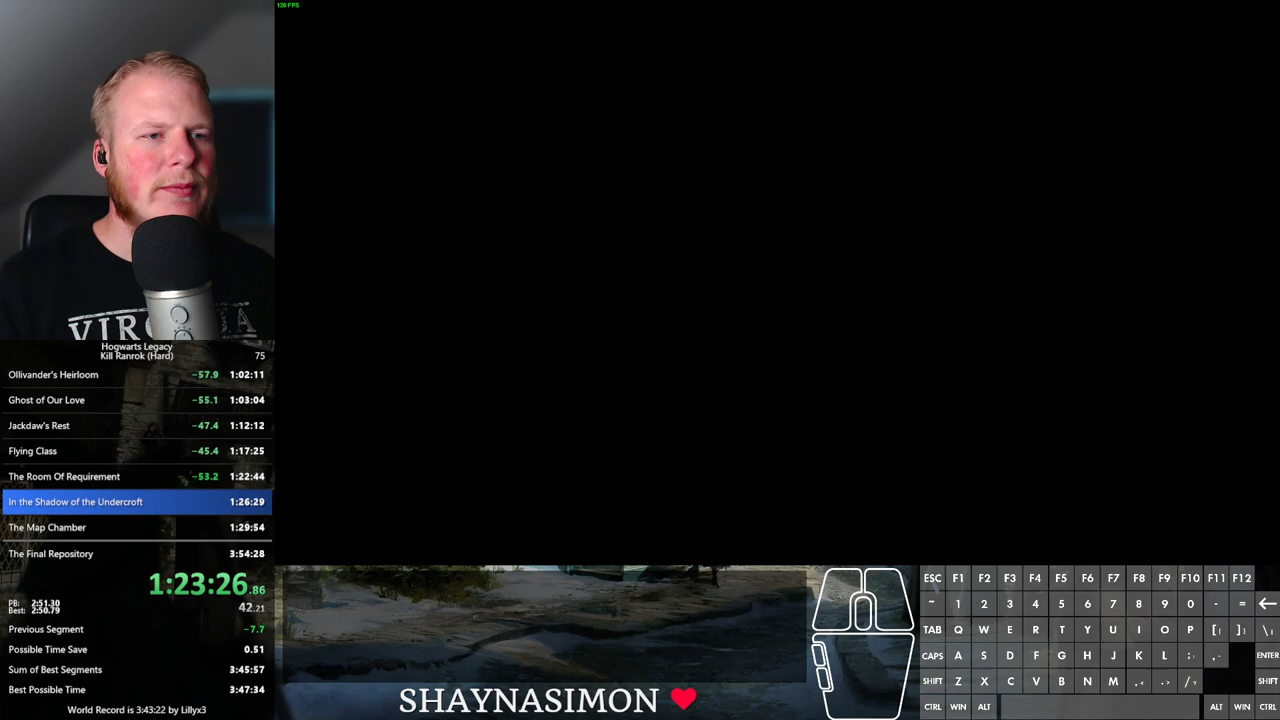 120 FPS
Hogwarts Legacy
Kill Ranrok (Hard) 75
Ollivander's Heirloom -57.9 1:02:11
Ghost of Our Love -55.1 1:03:04
Jackdaw's Rest -47.4 1:12:12
Flying Class -45.4 1:17:25
The Room Of Requirement -53.2 1:22:44
In the Shadow of the Undercroft 1:26:29
The Map Chamber 1:29:54
The Final Repository 3:54:28
1:23:26.86
PB: 2:51.30
Best: 2:50.79 42.21
Previous Segment -7.7
Possible Time Save 0.51
Sum of Best Segments 3:45:57
Best Possible Time 3:47:34
World Record is 3:43:22 by Lillyx3
SHAYNASIMON
ESC F1 F2 F3 F4 F5 F6 F7 F8 F9 F10 F11 F12
~ 1 2 3 4 5 6 7 8 9 0 - =
TAB Q W E R T Y U I O P [{ ]} \
CAPS A S D F G H J K L ;: ENTER
SHIFT Z X C V B N M ,< .> /? SHIFT
CTRL WIN ALT ALT WIN CTRL